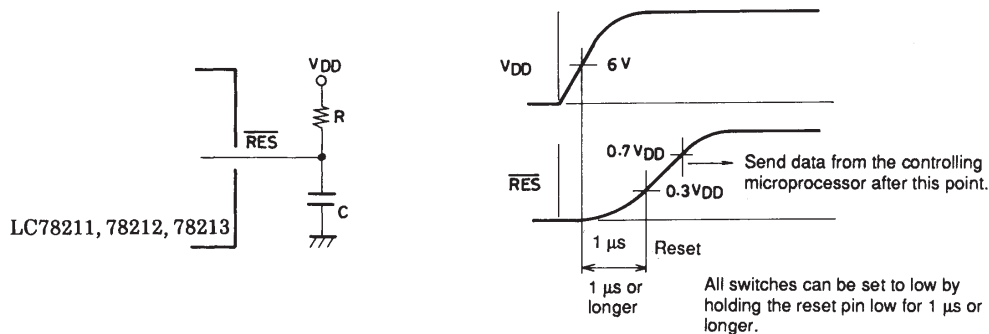 VDD
R
RES
C
LC78211, 78212, 78213
VDD
6 V
0.7 VDD
Send data from the controlling
microprocessor after this point.
RES
0.3 VDD
1 µs
Reset
1 µs or
longer
All switches can be set to low by
holding the reset pin low for 1 µs or
longer.